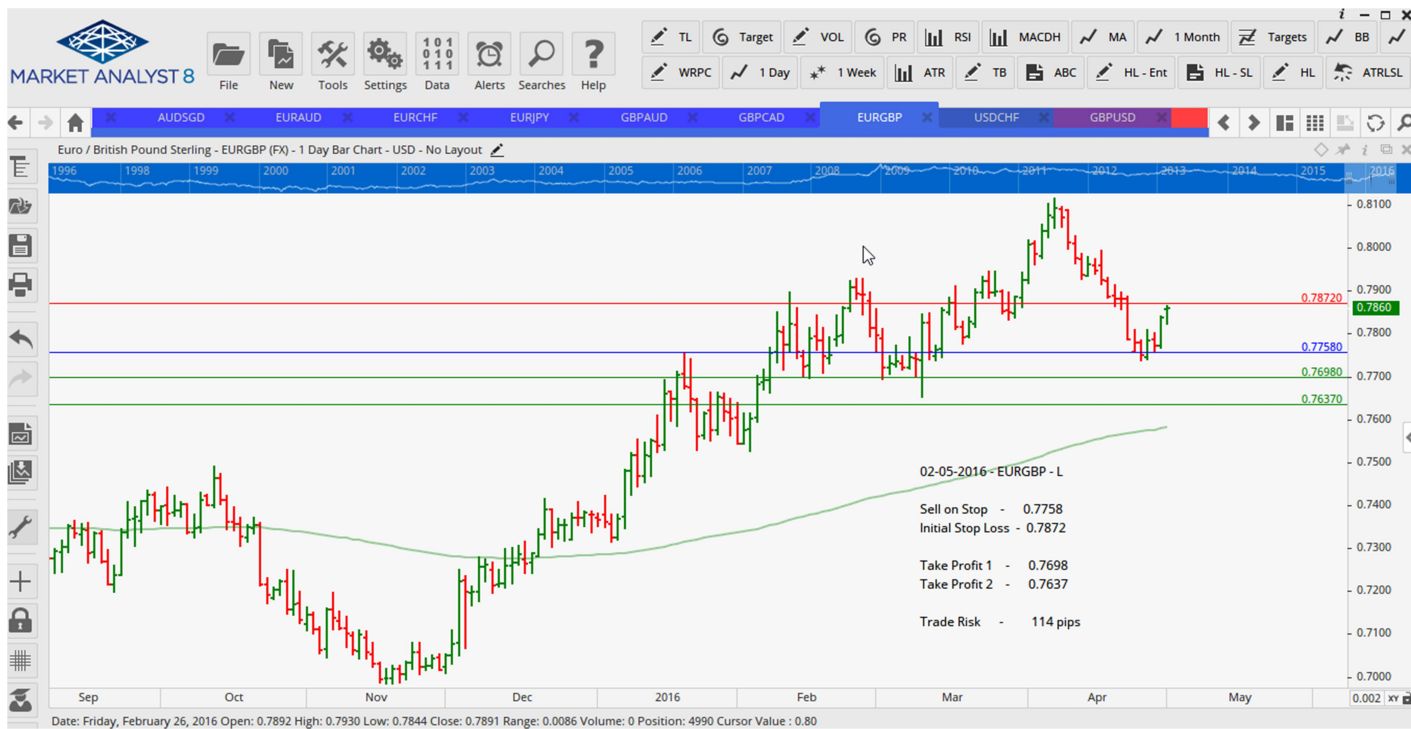 MARKET ANALYST 8
File New Tools Settings Data Alerts Searches Help
101
010
111
TL Target VOL PR RSI MACDH MA 1 Month Targets BB
WRPC 1 Day 1 Week ATR TB ABC HL - Ent HL - SL HL ATRLSL
AUDSGD EURAUD EURCHF EURJPY GBPAUD GBPCAD EURGBP USDCHF GBPUSD
Euro / British Pound Sterling - EURGBP (FX) - 1 Day Bar Chart - USD - No Layout
1996 1998 1999 2000 2001 2002 2003 2004 2005 2006 2007 2008 2009 2010 2011 2012 2013 2014 2015 2016
0.8100
0.8000
0.7900
0.78720
0.7860
0.7800
0.77580
0.76980
0.7700
0.76370
0.7600
0.7500
0.7400
0.7300
0.7200
0.7100
0.7000
02-05-2016 - EURGBP - L
Sell on Stop - 0.7758
Initial Stop Loss - 0.7872
Take Profit 1 - 0.7698
Take Profit 2 - 0.7637
Trade Risk - 114 pips
Sep Oct Nov Dec 2016 Feb Mar Apr May 0.002 XY
Date: Friday, February 26, 2016 Open: 0.7892 High: 0.7930 Low: 0.7844 Close: 0.7891 Range: 0.0086 Volume: 0 Position: 4990 Cursor Value : 0.80